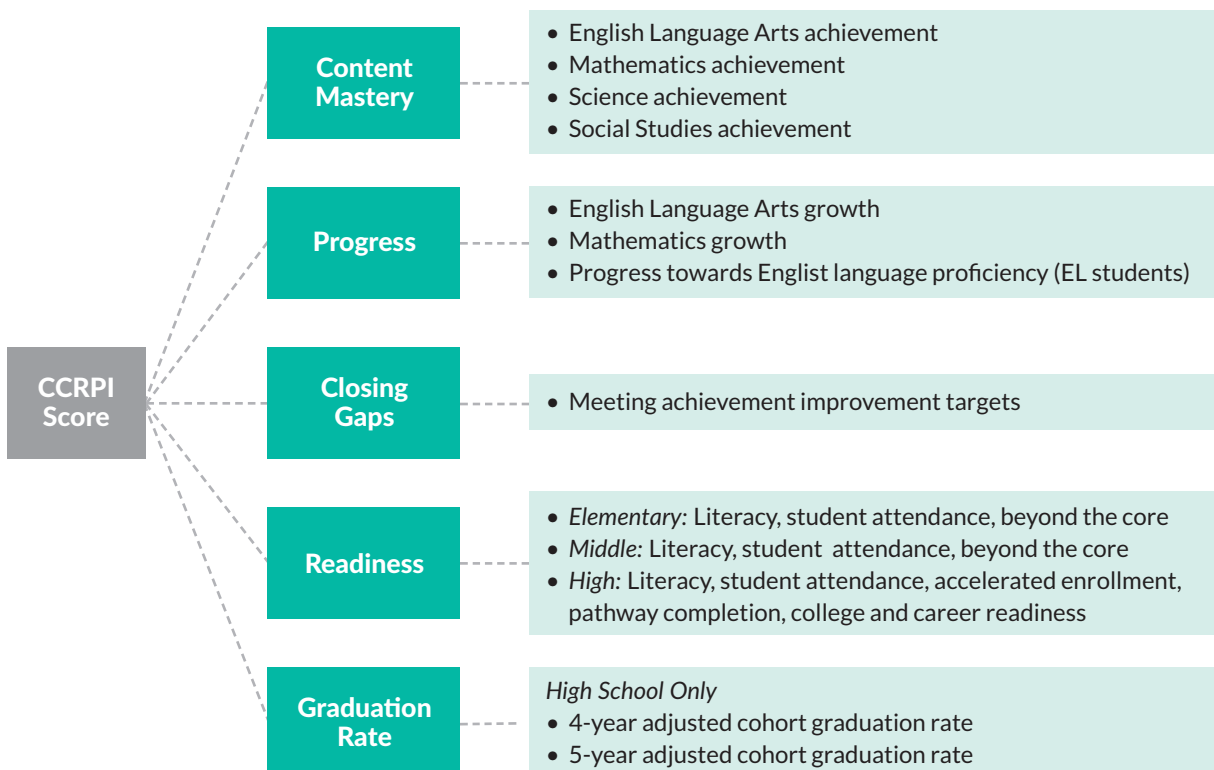 CCRPI
Score
Content
Mastery
• English Language Arts achievement
• Mathematics achievement
• Science achievement
• Social Studies achievement
Progress
• English Language Arts growth
• Mathematics growth
• Progress towards Englist language proficiency (EL students)
Closing
Gaps
• Meeting achievement improvement targets
Readiness
• Elementary: Literacy, student attendance, beyond the core
• Middle: Literacy, student attendance, beyond the core
• High: Literacy, student attendance, accelerated enrollment,
pathway completion, college and career readiness
Graduation
Rate
High School Only
• 4-year adjusted cohort graduation rate
• 5-year adjusted cohort graduation rate